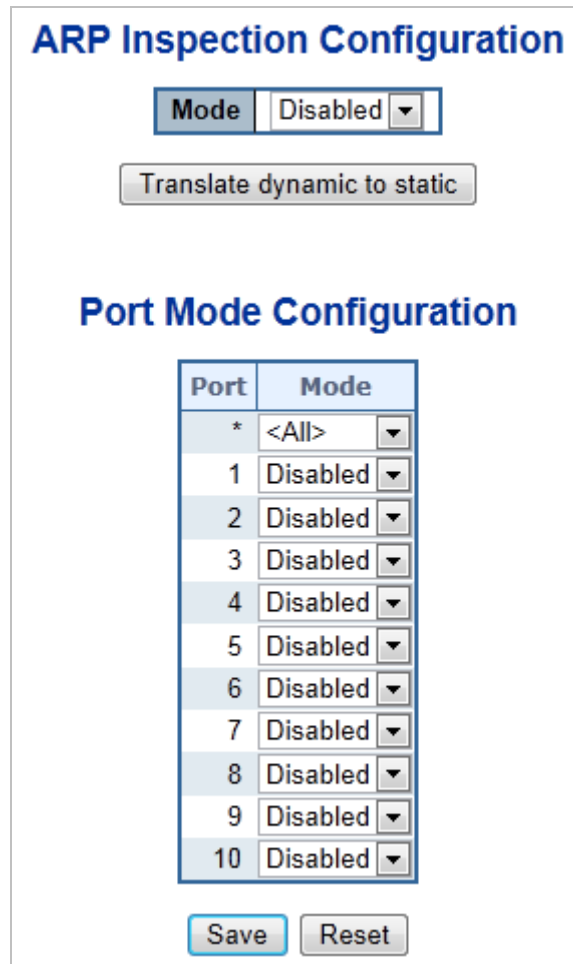 ARP Inspection Configuration
Mode Disabled
Translate dynamic to static
Port Mode Configuration
Port Mode
* <All>
1 Disabled
2 Disabled
3 Disabled
4 Disabled
5 Disabled
6 Disabled
7 Disabled
8 Disabled
9 Disabled
10 Disabled
Save Reset